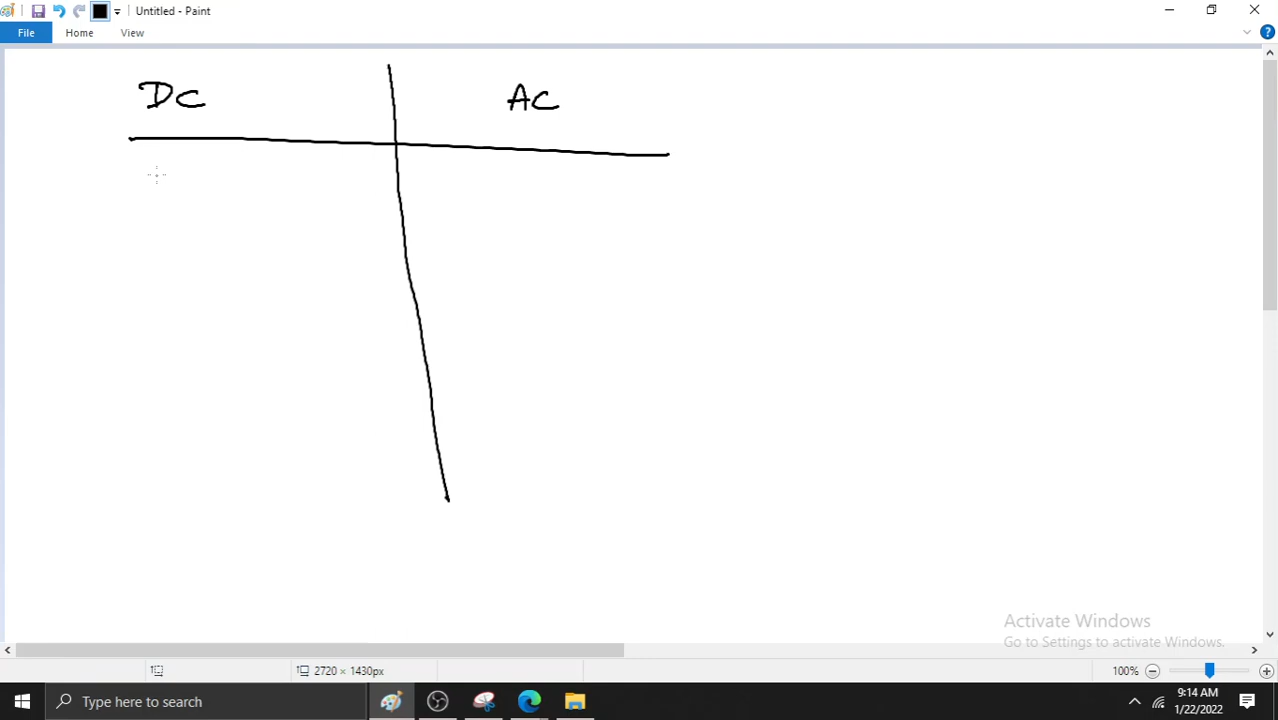 Untitled - Paint
File Home View
DC AC
Activate Windows
Go to Settings to activate Windows.
2720 × 1430px 100%
Type here to search
9:14 AM
1/22/2022